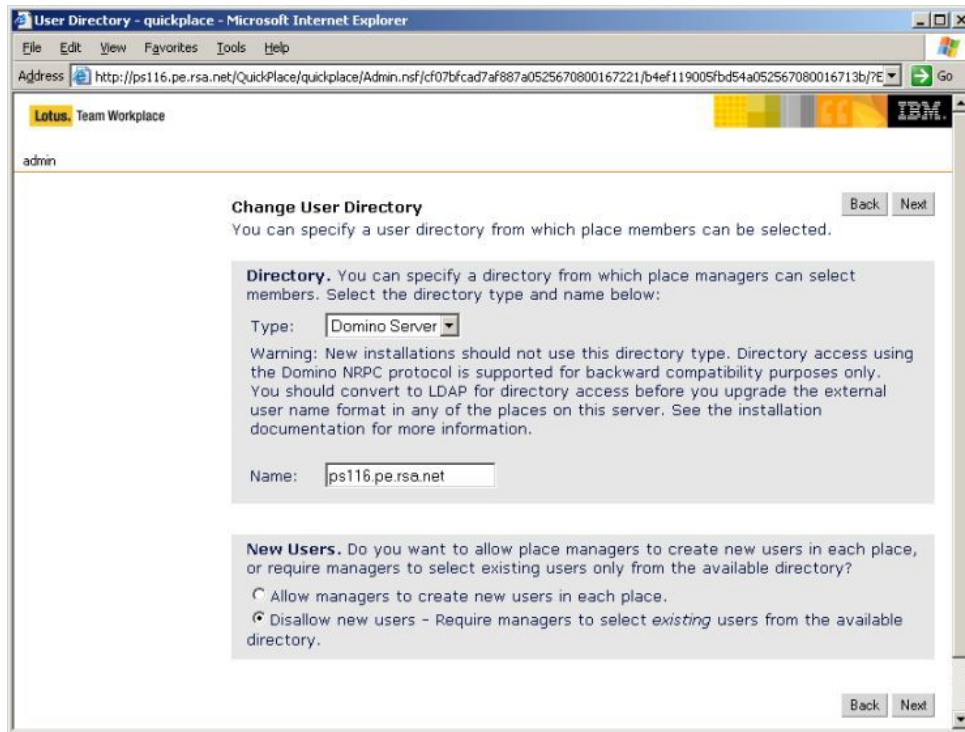 User Directory - quickplace - Microsoft Internet Explorer
File Edit View Favorites Tools Help
Address http://ps116.pe.rsa.net/QuickPlace/quickplace/Admin.nsf/cf07bfcad7af887a0525670800167221/b4ef119005fbd54a052567080016713b/?E Go
Lotus. Team Workplace
IBM.
admin
Change User Directory
Back Next
You can specify a user directory from which place members can be selected.
Directory. You can specify a directory from which place managers can select
members. Select the directory type and name below:
Type: Domino Server
Warning: New installations should not use this directory type. Directory access using
the Domino NRPC protocol is supported for backward compatibility purposes only.
You should convert to LDAP for directory access before you upgrade the external
user name format in any of the places on this server. See the installation
documentation for more information.
Name: ps116.pe.rsa.net
New Users. Do you want to allow place managers to create new users in each place,
or require managers to select existing users only from the available directory?
Allow managers to create new users in each place.
Disallow new users - Require managers to select existing users from the available
directory.
Back Next